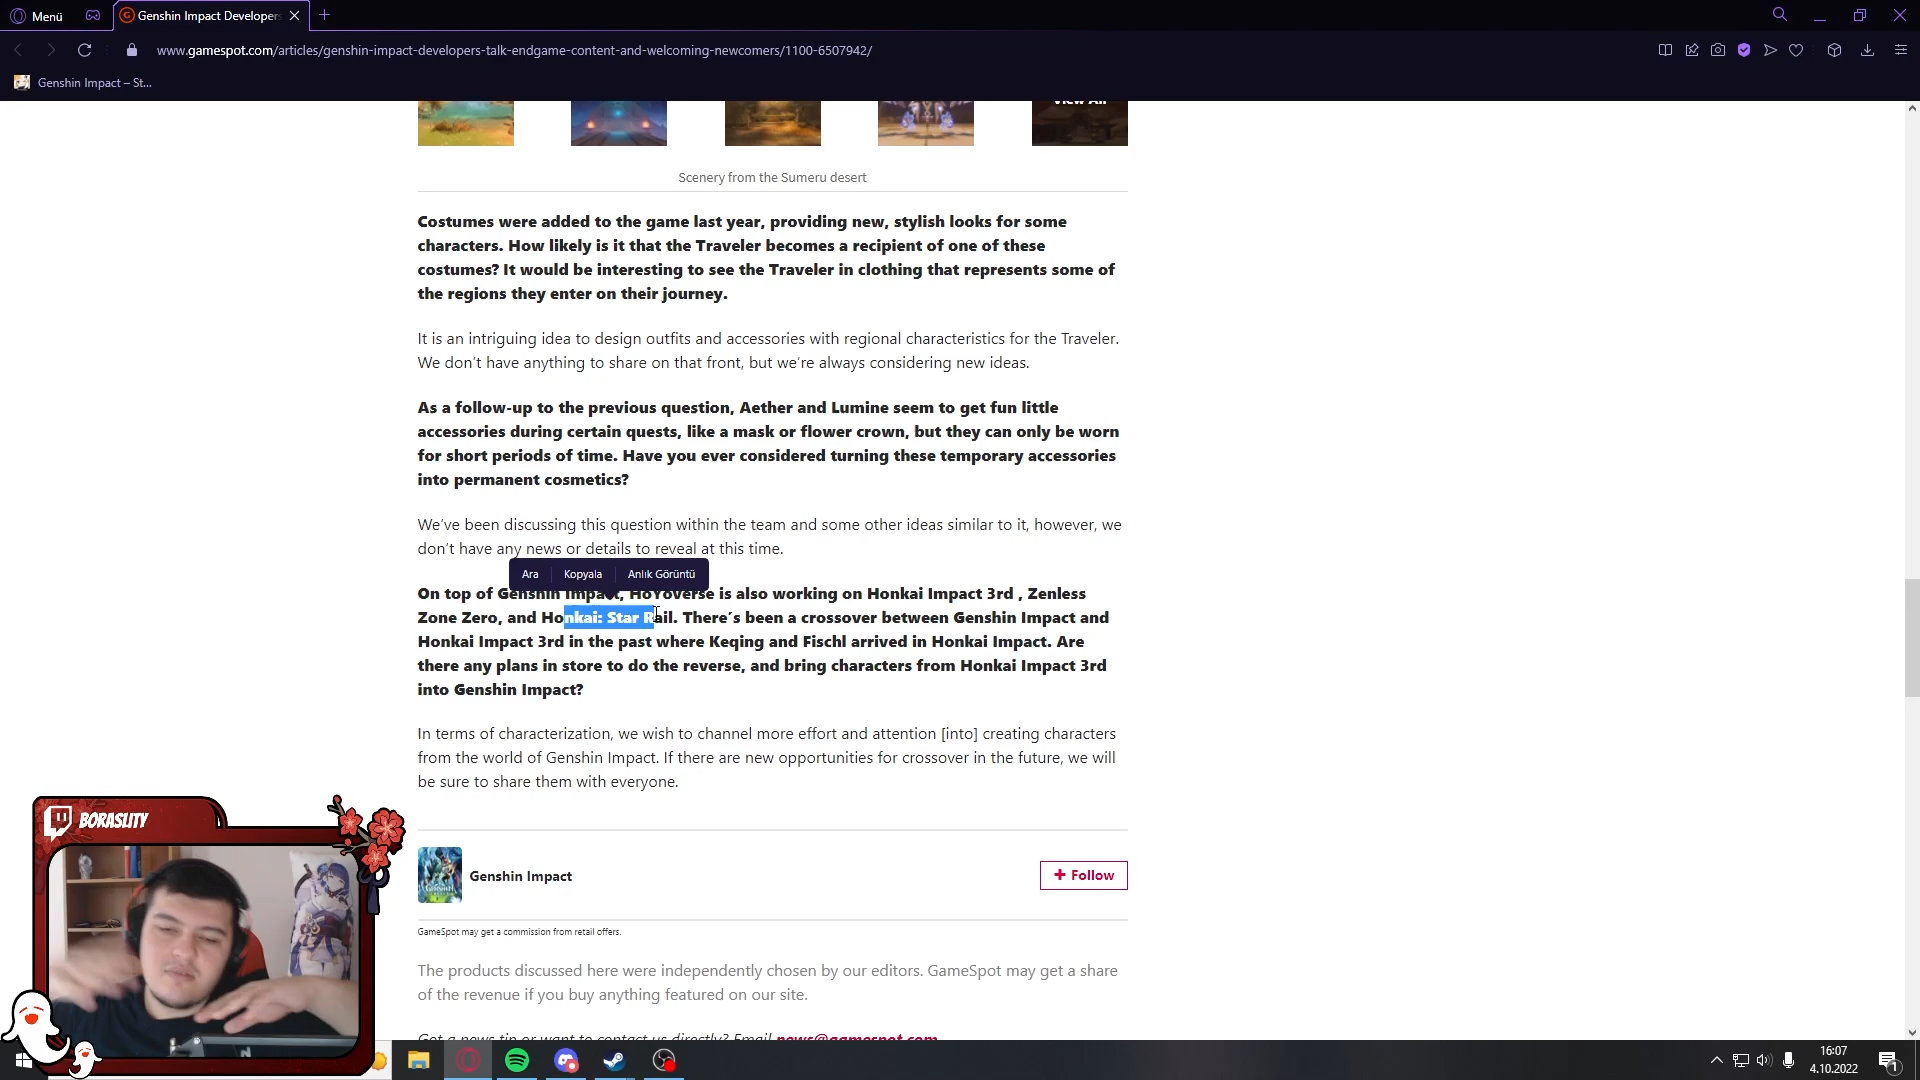 Menü
Genshin Impact Developers
www.gamespot.com/articles/genshin-impact-developers-talk-endgame-content-and-welcoming-newcomers/1100-6507942/
Genshin Impact – St...
View All
Scenery from the Sumeru desert
Costumes were added to the game last year, providing new, stylish looks for some
characters. How likely is it that the Traveler becomes a recipient of one of these
costumes? It would be interesting to see the Traveler in clothing that represents some of
the regions they enter on their journey.
It is an intriguing idea to design outfits and accessories with regional characteristics for the Traveler.
We don't have anything to share on that front, but we're always considering new ideas.
As a follow-up to the previous question, Aether and Lumine seem to get fun little
accessories during certain quests, like a mask or flower crown, but they can only be worn
for short periods of time. Have you ever considered turning these temporary accessories
into permanent cosmetics?
We've been discussing this question within the team and some other ideas similar to it, however, we
don't have any news or details to reveal at this time.
Ara Kopyala Anlık Görüntü
On top of Genshin Impact, HoYoverse is also working on Honkai Impact 3rd , Zenless
Zone Zero, and Honkai: Star Rail. There's been a crossover between Genshin Impact and
Honkai Impact 3rd in the past where Keqing and Fischl arrived in Honkai Impact. Are
there any plans in store to do the reverse, and bring characters from Honkai Impact 3rd
into Genshin Impact?
In terms of characterization, we wish to channel more effort and attention [into] creating characters
from the world of Genshin Impact. If there are new opportunities for crossover in the future, we will
be sure to share them with everyone.
BORASLITY
Genshin Impact
+ Follow
GameSpot may get a commission from retail offers.
The products discussed here were independently chosen by our editors. GameSpot may get a share
of the revenue if you buy anything featured on our site.
Got a news tip or want to contact us directly? Email news@gamespot.com
16:07
4.10.2022
1